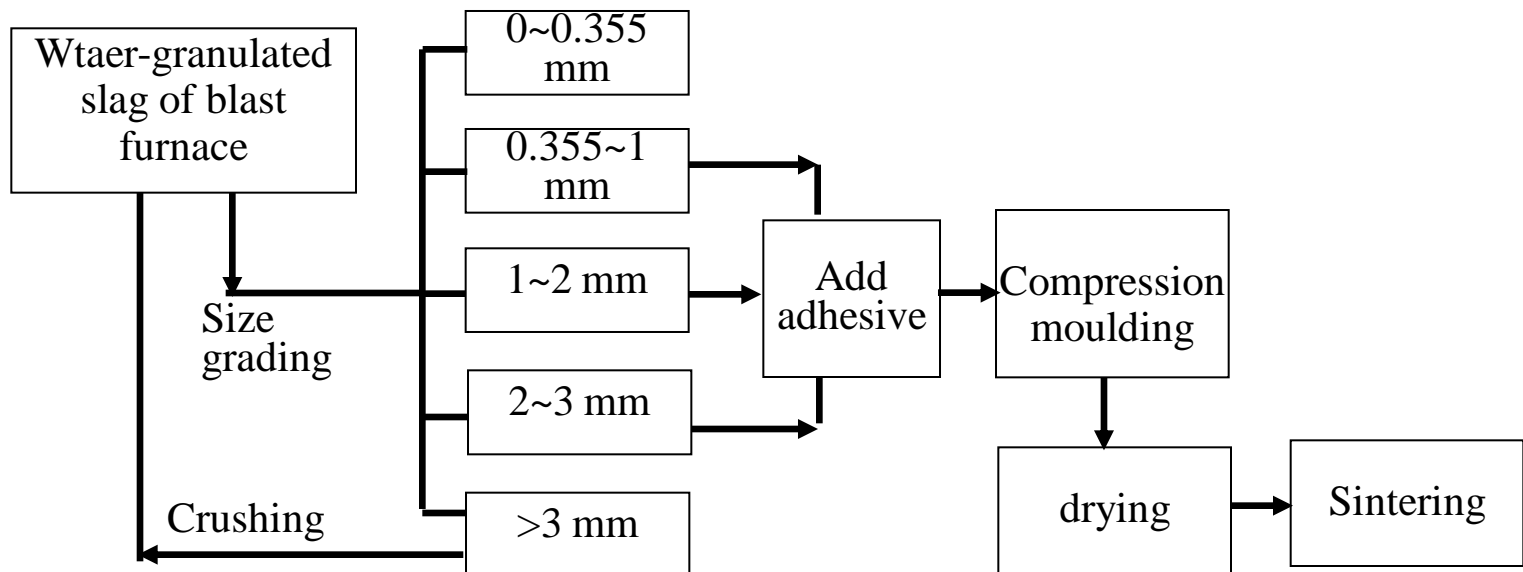 Wtaer-granulated
slag of blast
furnace
0~0.355
mm
0.355~1
mm
1~2 mm
2~3 mm
>3 mm
Size
grading
Crushing
Add
adhesive
Compression
moulding
drying
Sintering